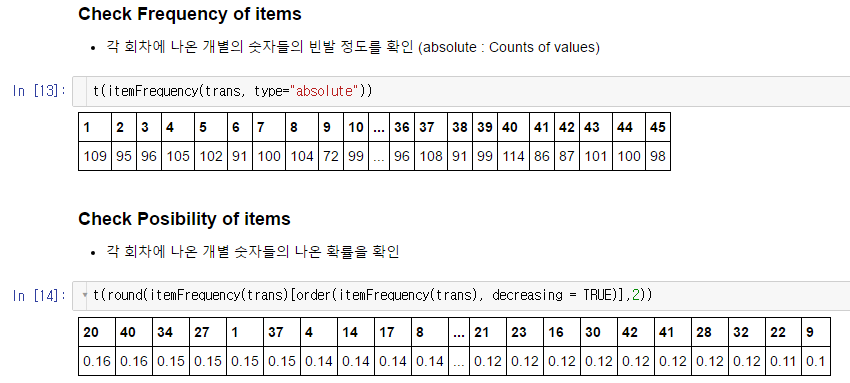 Check Frequency of items
• 각 회차에 나온 개별의 숫자들의 빈발 정도를 확인 (absolute : Counts of values)
In [13]: t(itemFrequency(trans, type="absolute"))
1 2 3 4 5 6 7 8 9 10 ... 36 37 38 39 40 41 42 43 44 45
109 95 96 105 102 91 100 104 72 99 ... 96 108 91 99 114 86 87 101 100 98
Check Posibility of items
• 각 회차에 나온 개별 숫자들의 나온 확률을 확인
In [14]: t(round(itemFrequency(trans)[order(itemFrequency(trans), decreasing = TRUE)],2))
20 40 34 27 1 37 4 14 17 8 ... 21 23 16 30 42 41 28 32 22 9
0.16 0.16 0.15 0.15 0.15 0.15 0.14 0.14 0.14 0.14 ... 0.12 0.12 0.12 0.12 0.12 0.12 0.12 0.12 0.11 0.1